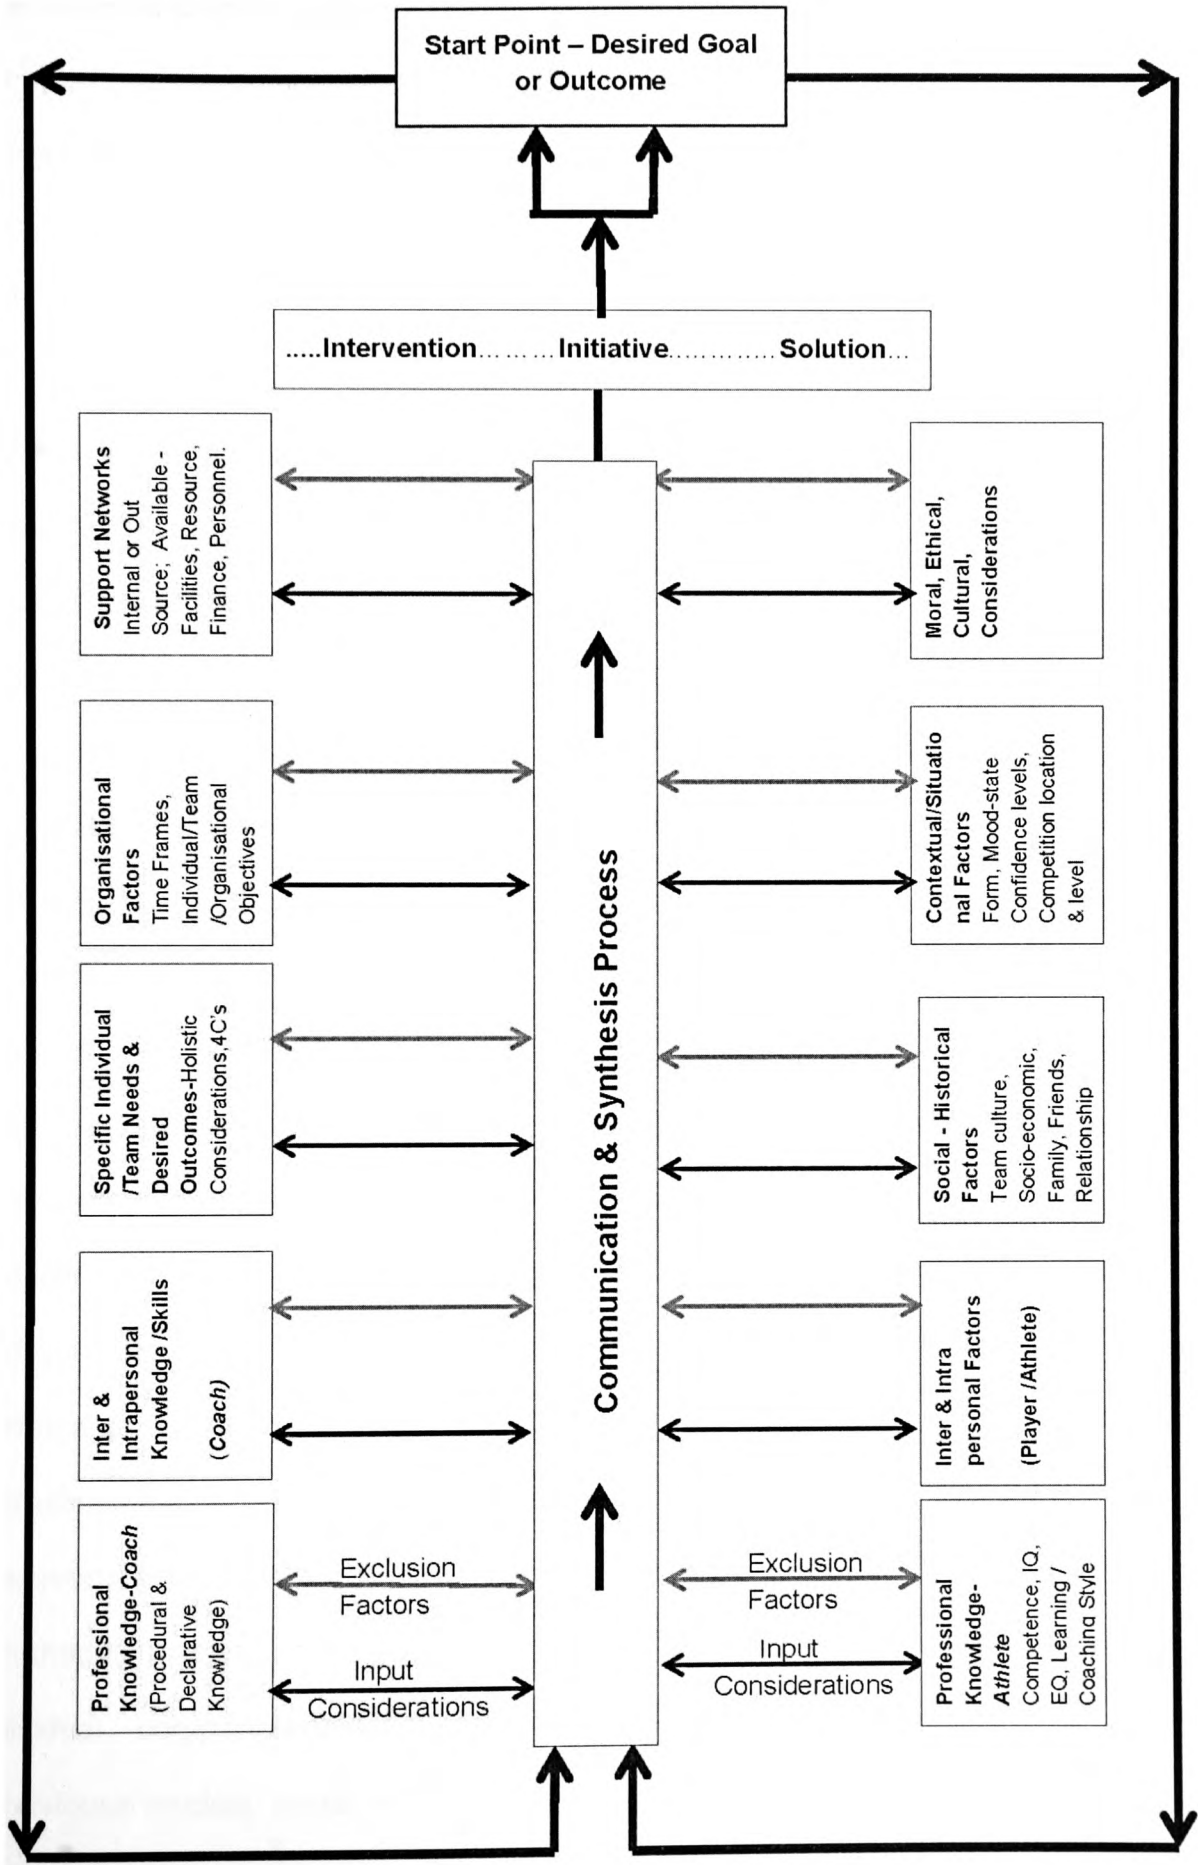 Start Point – Desired Goal
or Outcome
.....Intervention……...Initiative…………. Solution…
Support Networks
Internal or Out
Source; Available -
Facilities, Resource,
Finance, Personnel.
Moral, Ethical,
Cultural,
Considerations
Organisational
Factors
Time Frames,
Individual/Team
/Organisational
Objectives
Contextual/Situatio
nal Factors
Form, Mood-state
Confidence levels,
Competition location
& level
Communication & Synthesis Process
Specific Individual
/Team Needs &
Desired
Outcomes-Holistic
Considerations,4C's
Social - Historical
Factors
Team culture,
Socio-economic,
Family, Friends,
Relationship
Inter &
Intrapersonal
Knowledge /Skills
(Coach)
Inter & Intra
personal Factors
(Player /Athlete)
Professional
Knowledge-Coach
(Procedural &
Declarative
Knowledge)
Exclusion
Factors
Input
Considerations
Exclusion
Factors
Input
Considerations
Professional
Knowledge-
Athlete
Competence, IQ,
EQ, Learning /
Coaching Style